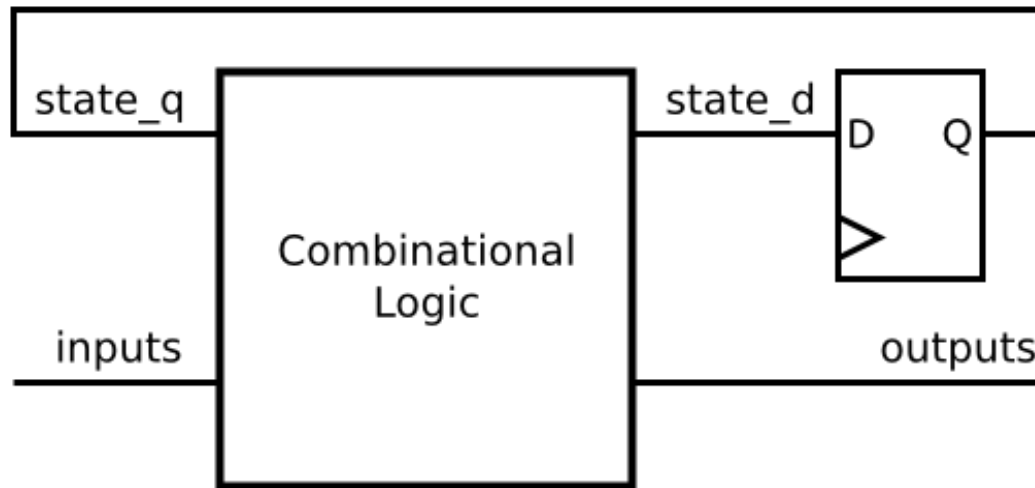 state_q
state_d
D
Q
Combinational
Logic
inputs
outputs